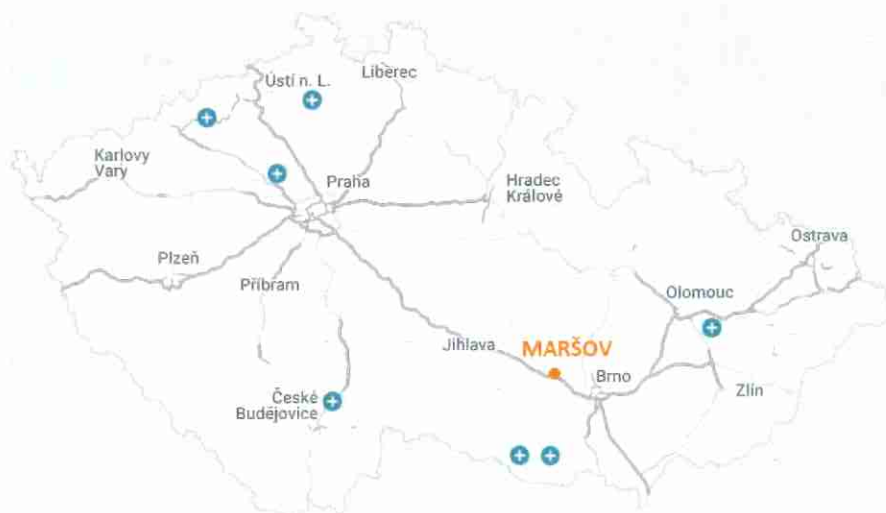 Ústí n. L.
Liberec
Karlovy
Vary
Praha
Hradec
Králové
Plzeň
Příbram
Ostrava
Olomouc
Jihlava
MARŠOV
Brno
Zlín
České
Budějovice